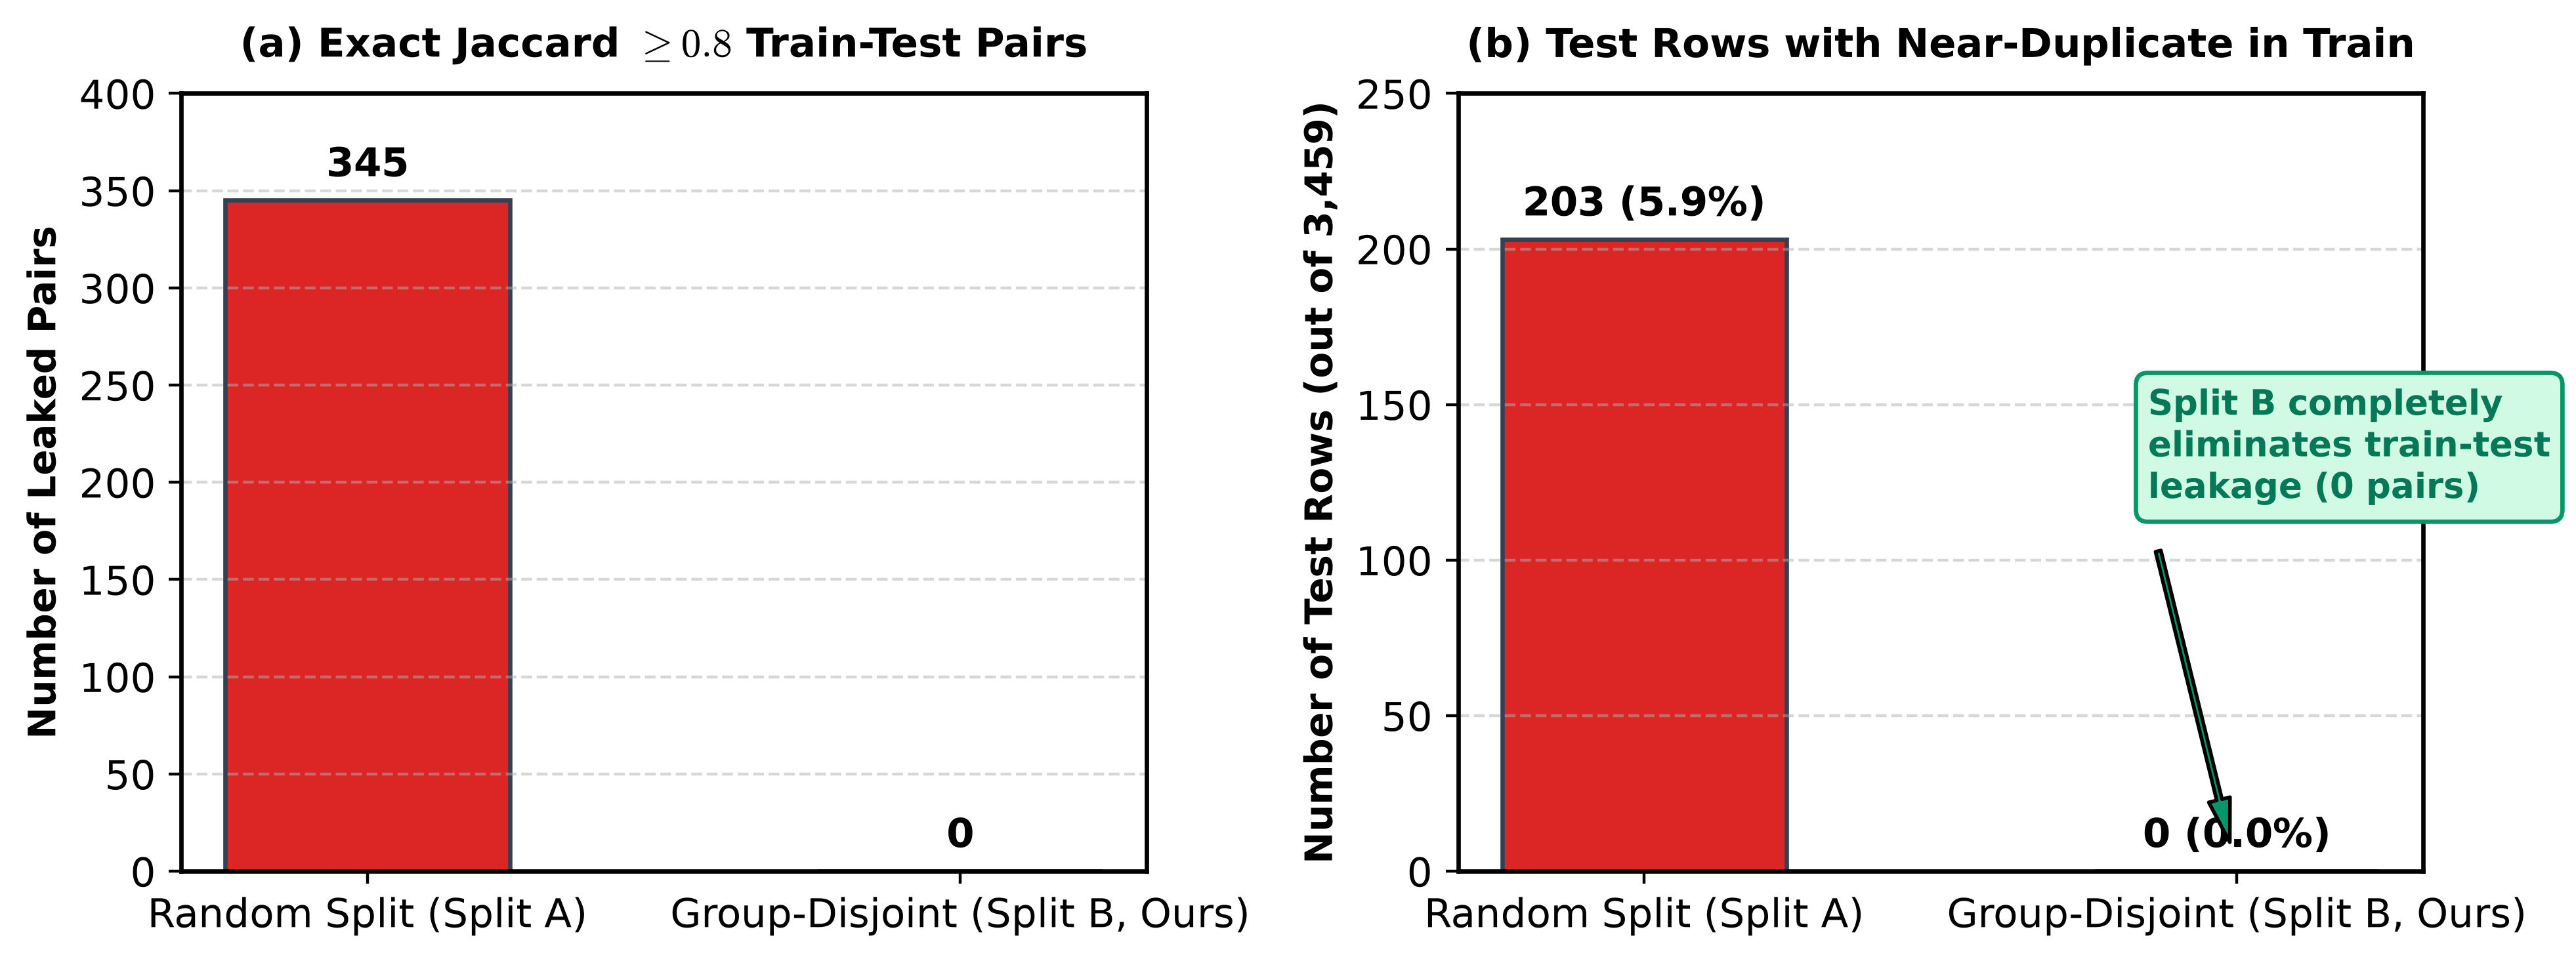 (a) Exact Jaccard ≥ 0.8 Train-Test Pairs
Number of Leaked Pairs
400
350
300
250
200
150
100
50
0
345
0
Random Split (Split A)
Group-Disjoint (Split B, Ours)
(b) Test Rows with Near-Duplicate in Train
Number of Test Rows (out of 3,459)
250
200
150
100
50
0
203 (5.9%)
Split B completely
eliminates train-test
leakage (0 pairs)
0 (0.0%)
Random Split (Split A)
Group-Disjoint (Split B, Ours)